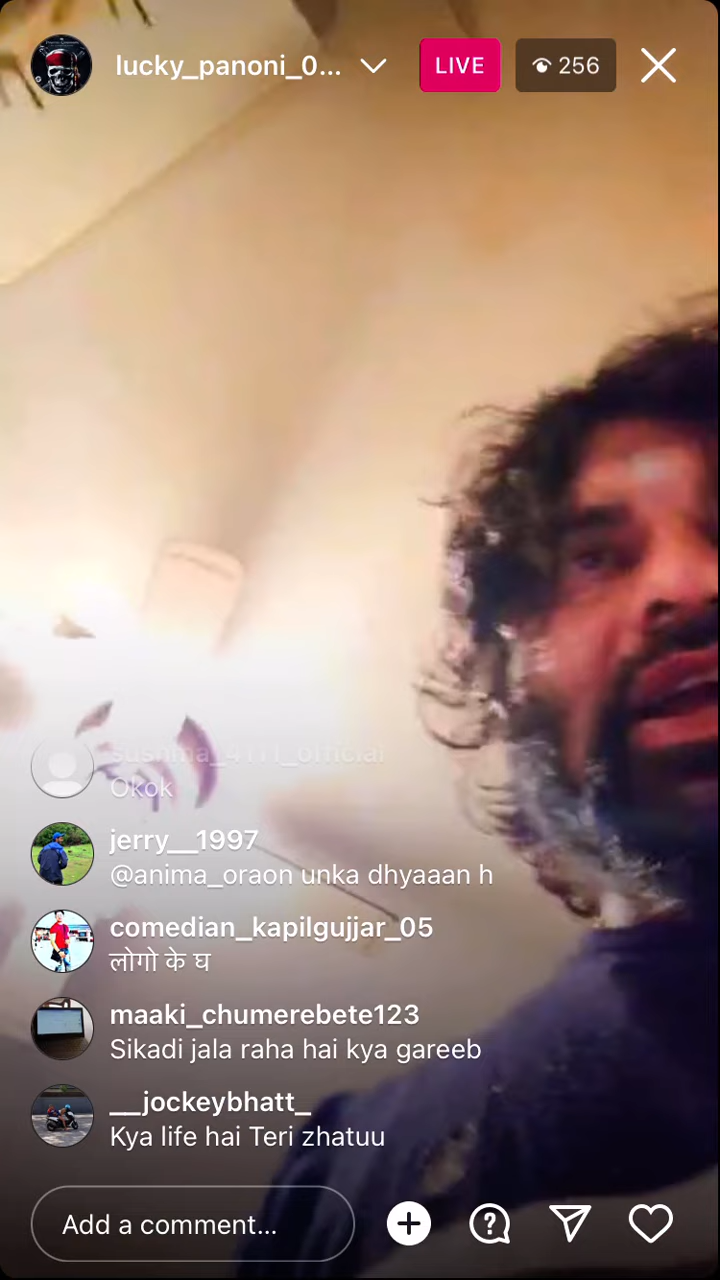 lucky_panoni_0...
LIVE
256
sushma_4111_official
Okok
jerry__1997
@anima_oraon unka dhyaaan h
comedian_kapilgujjar_05
लोगो के घ
maaki_chumerebete123
Sikadi jala raha hai kya gareeb
__jockeybhatt_
Kya life hai Teri zhatuu
Add a comment...